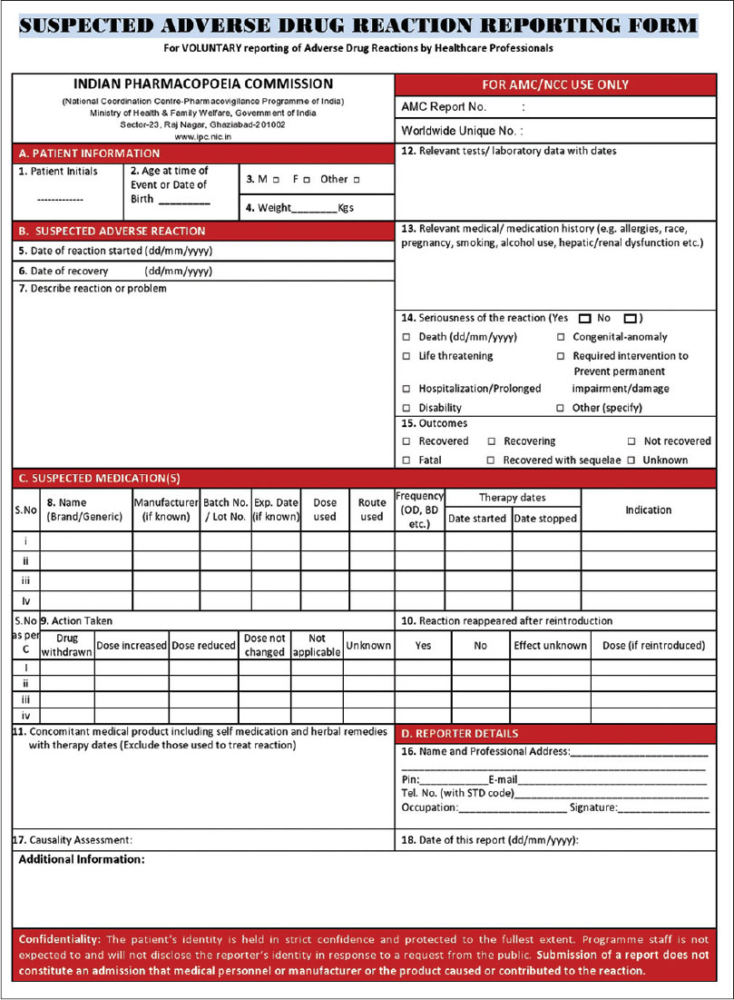 SUSPECTED ADVERSE DRUG REACTION REPORTING FORM
For VOLUNTARY reporting of Adverse Drug Reactions by Healthcare Professionals
INDIAN PHARMACOPOEIA COMMISSION
(National Coordination Centre-Pharmacovigilance Programme of India)
Ministry of Health & Family Welfare, Government of India
Sector-23, Raj Nagar, Ghaziabad-201002
www.ipc.nic.in
FOR AMC/NCC USE ONLY
AMC Report No. :
Worldwide Unique No. :
A. PATIENT INFORMATION
1. Patient Initials
-------------
2. Age at time of
Event or Date of
Birth _________
3. M □ F □ Other □
4. Weight________Kgs
12. Relevant tests/ laboratory data with dates
B. SUSPECTED ADVERSE REACTION
5. Date of reaction started (dd/mm/yyyy)
6. Date of recovery (dd/mm/yyyy)
7. Describe reaction or problem
13. Relevant medical/ medication history (e.g. allergies, race,
pregnancy, smoking, alcohol use, hepatic/renal dysfunction etc.)
14. Seriousness of the reaction (Yes □ No □ )
□ Death (dd/mm/yyyy) □ Congenital-anomaly
□ Life threatening □ Required intervention to
Prevent permanent
□ Hospitalization/Prolonged impairment/damage
□ Disability □ Other (specify)
15. Outcomes
□ Recovered □ Recovering □ Not recovered
□ Fatal □ Recovered with sequelae □ Unknown
C. SUSPECTED MEDICATION(S)
S.No
8. Name
(Brand/Generic)
Manufacturer
(if known)
Batch No.
/ Lot No.
Exp. Date
(if known)
Dose
used
Route
used
Frequency
(OD, BD
etc.)
Therapy dates
Date started
Date stopped
Indication
i
ii
iii
Iv
S.No
as per
C
9. Action Taken
Drug
withdrawn
Dose increased
Dose reduced
Dose not
changed
Not
applicable
Unknown
10. Reaction reappeared after reintroduction
Yes
No
Effect unknown
Dose (if reintroduced)
I
ii
iii
iv
11. Concomitant medical product including self medication and herbal remedies
with therapy dates (Exclude those used to treat reaction)
D. REPORTER DETAILS
16. Name and Professional Address:________________________
_____________________________________________________
Pin:____________E-mail_________________________________
Tel. No. (with STD code)__________________________________
Occupation:___________________ Signature:________________
17. Causality Assessment:
18. Date of this report (dd/mm/yyyy):
Additional Information:
Confidentiality: The patient's identity is held in strict confidence and protected to the fullest extent. Programme staff is not
expected to and will not disclose the reporter's identity in response to a request from the public. Submission of a report does not
constitute an admission that medical personnel or manufacturer or the product caused or contributed to the reaction.